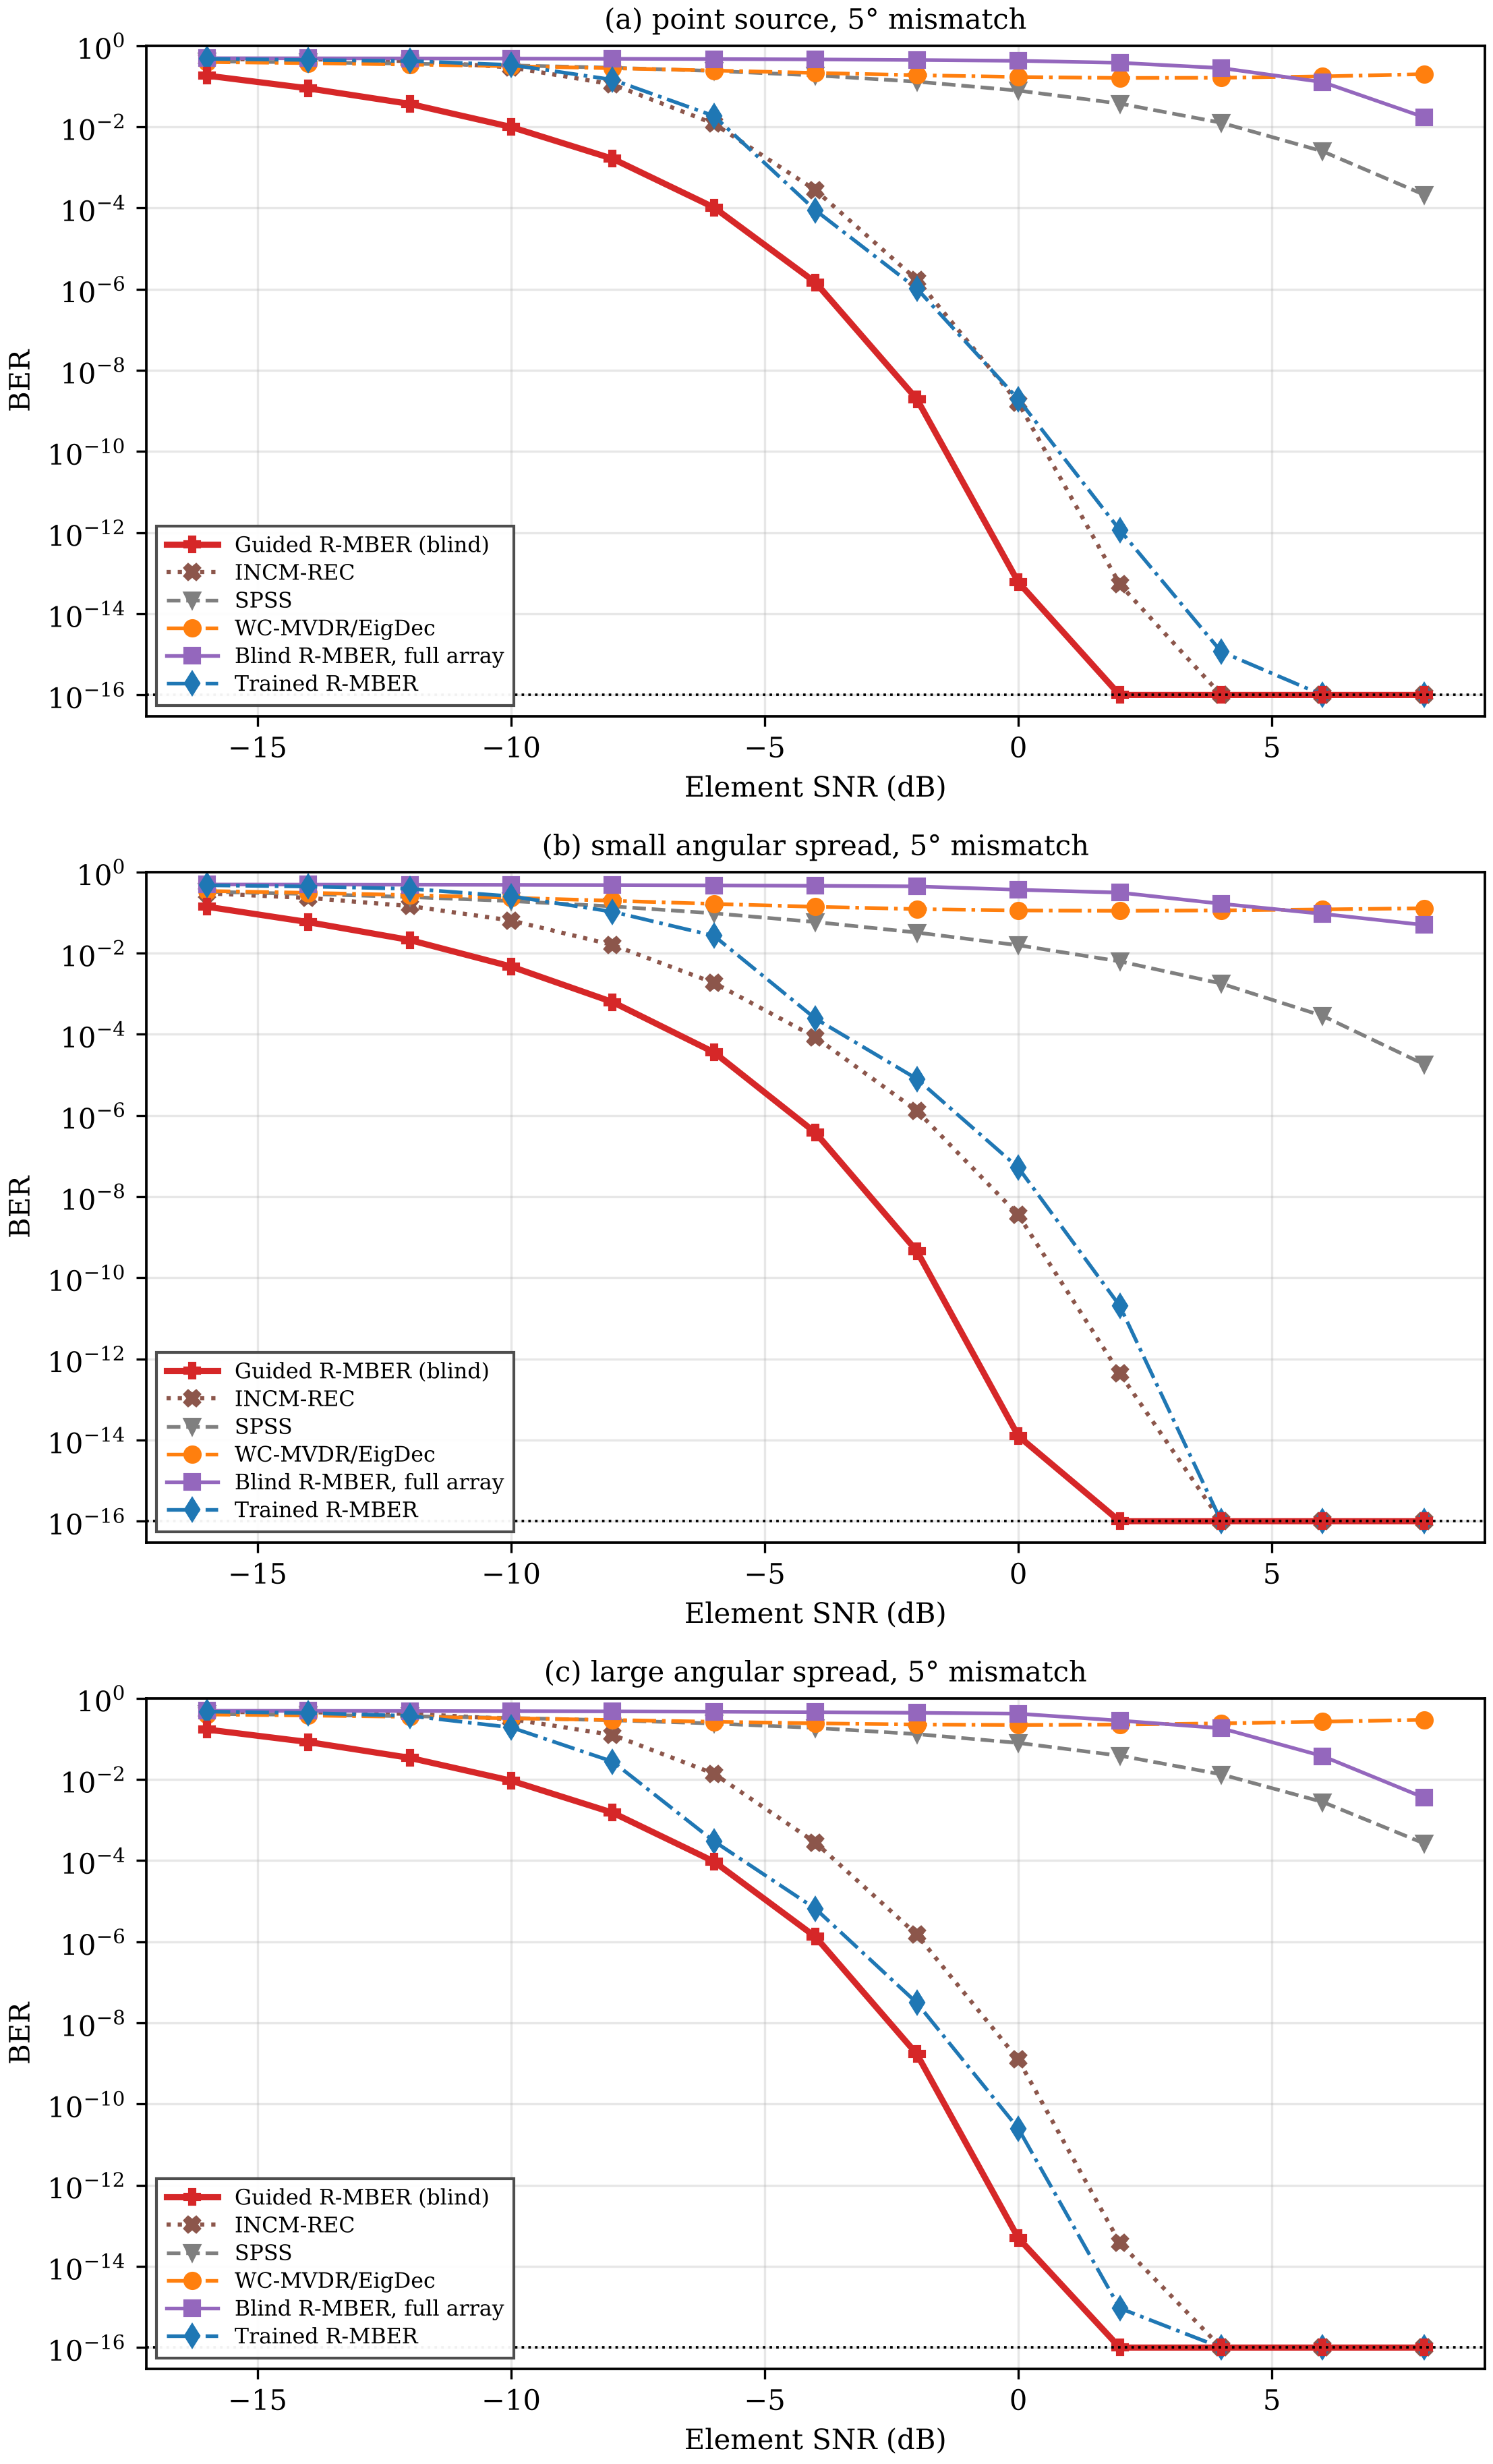 (a) point source, 5° mismatch
10⁰
10⁻²
10⁻⁴
10⁻⁶
10⁻⁸
10⁻¹⁰
10⁻¹²
10⁻¹⁴
10⁻¹⁶
BER
Guided R-MBER (blind)
INCM-REC
SPSS
WC-MVDR/EigDec
Blind R-MBER, full array
Trained R-MBER
−15 −10 −5 0 5
Element SNR (dB)
(b) small angular spread, 5° mismatch
10⁰
10⁻²
10⁻⁴
10⁻⁶
10⁻⁸
10⁻¹⁰
10⁻¹²
10⁻¹⁴
10⁻¹⁶
BER
Guided R-MBER (blind)
INCM-REC
SPSS
WC-MVDR/EigDec
Blind R-MBER, full array
Trained R-MBER
−15 −10 −5 0 5
Element SNR (dB)
(c) large angular spread, 5° mismatch
10⁰
10⁻²
10⁻⁴
10⁻⁶
10⁻⁸
10⁻¹⁰
10⁻¹²
10⁻¹⁴
10⁻¹⁶
BER
Guided R-MBER (blind)
INCM-REC
SPSS
WC-MVDR/EigDec
Blind R-MBER, full array
Trained R-MBER
−15 −10 −5 0 5
Element SNR (dB)